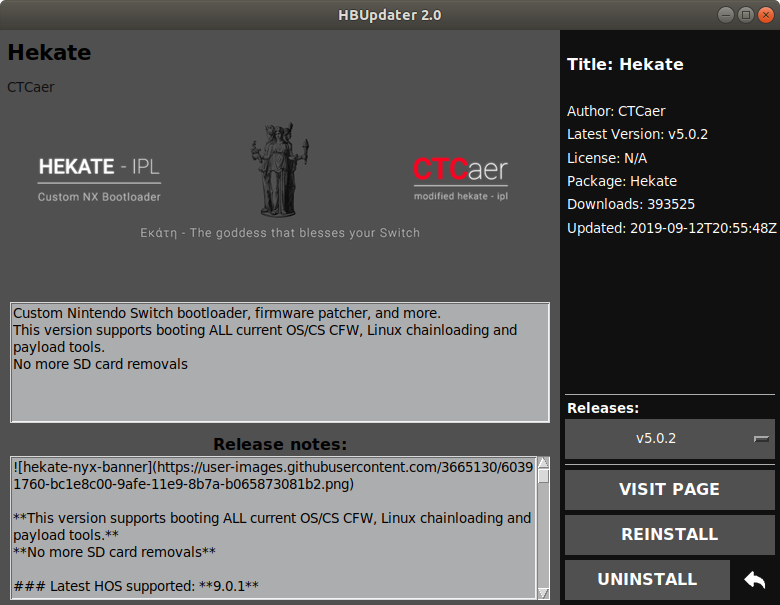 HBUpdater 2.0
Hekate
CTCaer
HEKATE - IPL
Custom NX Bootloader
CTCaer
modified hekate - ipl
Εκάτη - The goddess that blesses your Switch
Custom Nintendo Switch bootloader, firmware patcher, and more.
This version supports booting ALL current OS/CS CFW, Linux chainloading and
payload tools.
No more SD card removals
Release notes:
![hekate-nyx-banner](https://user-images.githubusercontent.com/3665130/6039
1760-bc1e8c00-9afe-11e9-8b7a-b065873081b2.png)
**This version supports booting ALL current OS/CS CFW, Linux chainloading and
payload tools.**
**No more SD card removals**
### Latest HOS supported: **9.0.1**
Title: Hekate
Author: CTCaer
Latest Version: v5.0.2
License: N/A
Package: Hekate
Downloads: 393525
Updated: 2019-09-12T20:55:48Z
Releases:
v5.0.2
VISIT PAGE
REINSTALL
UNINSTALL